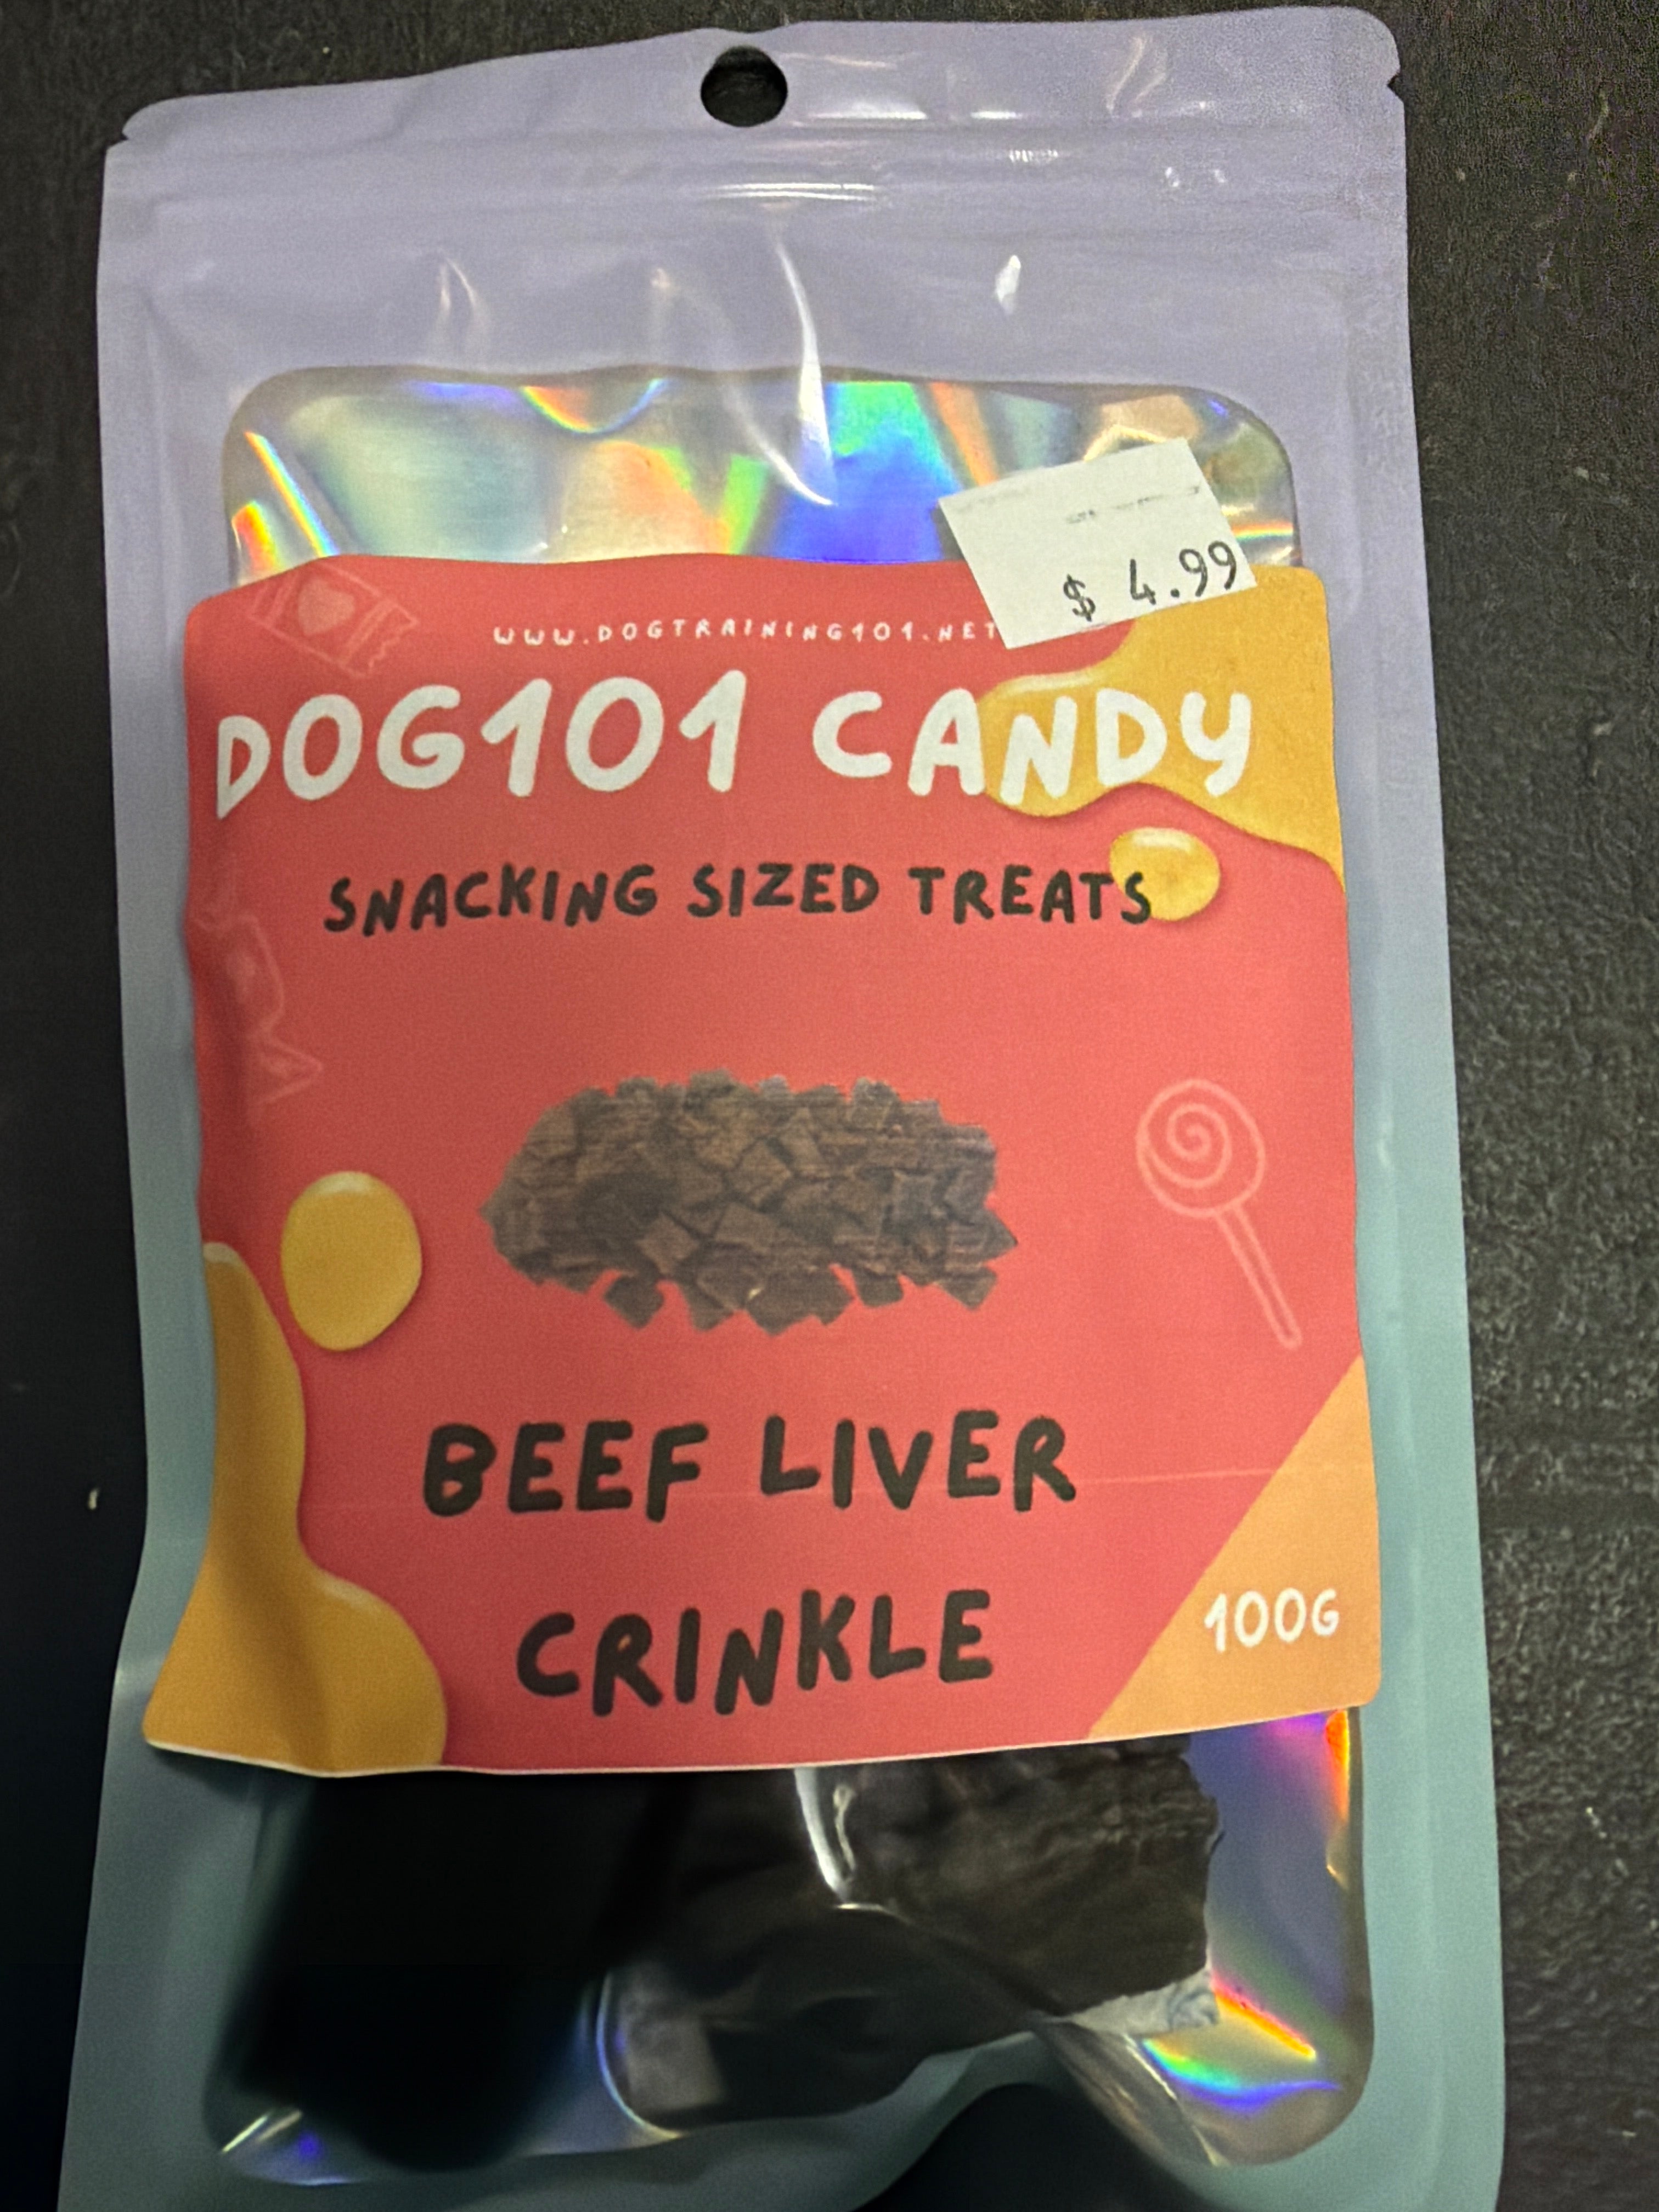 $ 4.99
WWW.DOGTRAINING101.NET
DOG101 CANDY
SNACKING SIZED TREATS
BEEF LIVER
CRINKLE
100G